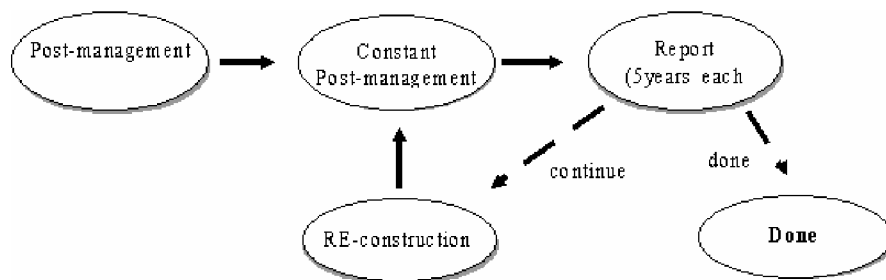 Post-management
Constant
Post-management
Report
(5years each
continue
done
RE-construction
Done